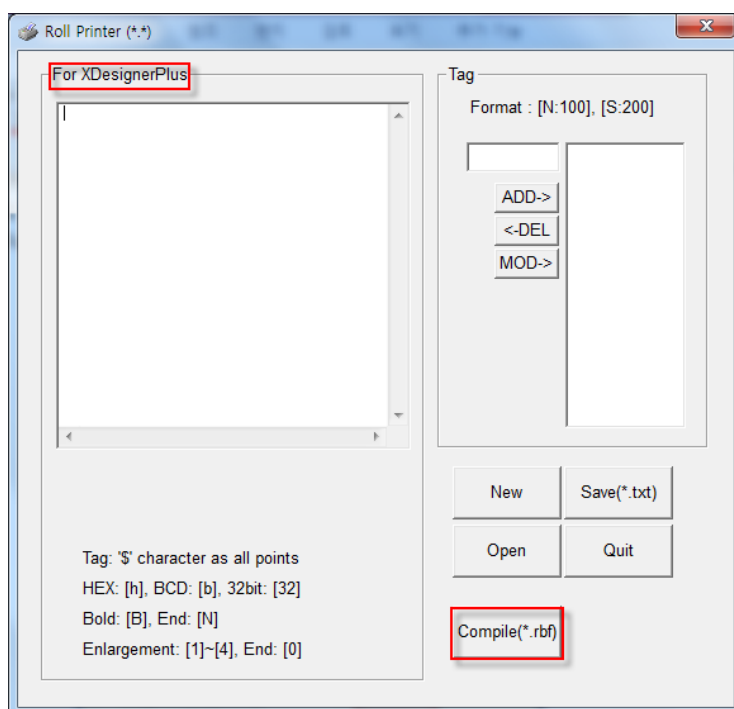 Roll Printer (*.*)
For XDesignerPlus
Tag: '$' character as all points
HEX: [h], BCD: [b], 32bit: [32]
Bold: [B], End: [N]
Enlargement: [1]~[4], End: [0]
Tag
Format : [N:100], [S:200]
ADD->
<-DEL
MOD->
New
Save(*.txt)
Open
Quit
Compile(*.rbf)